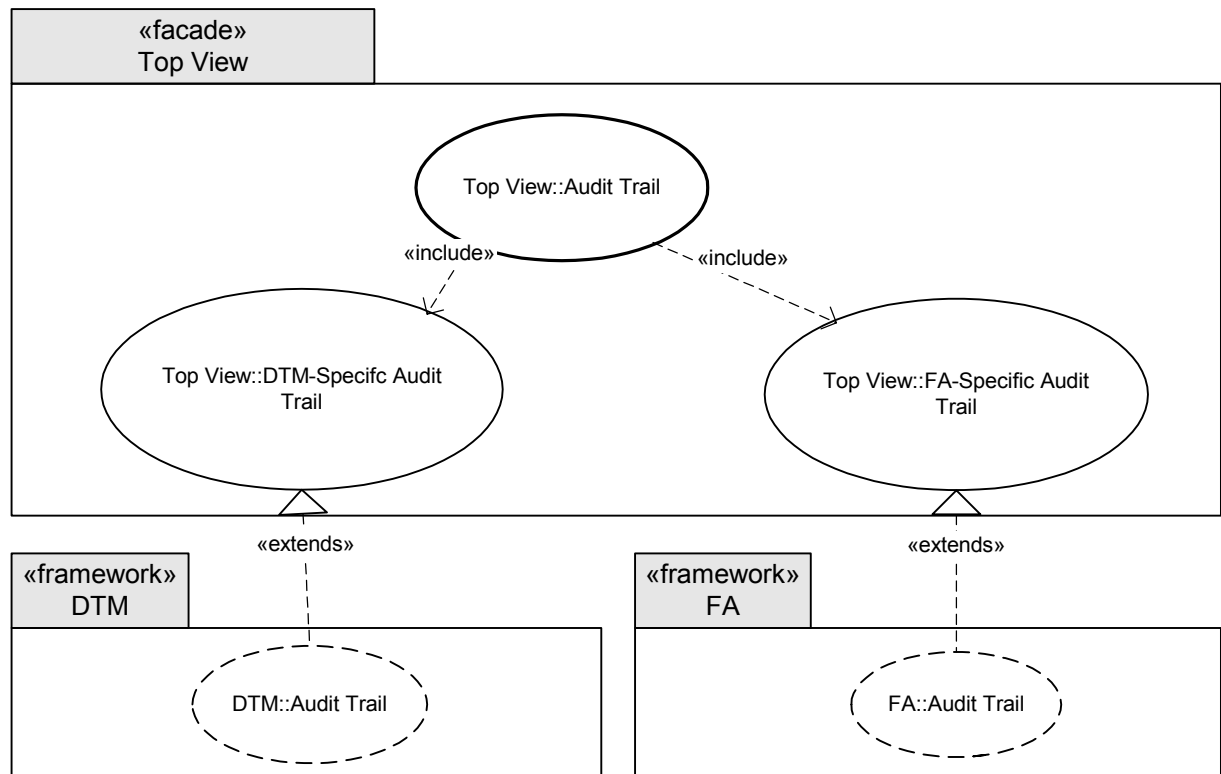 «facade»
Top View
Top View::Audit Trail
«include»
«include»
Top View::DTM-Specifc Audit
Trail
Top View::FA-Specific Audit
Trail
«extends»
«extends»
«framework»
DTM
«framework»
FA
DTM::Audit Trail
FA::Audit Trail